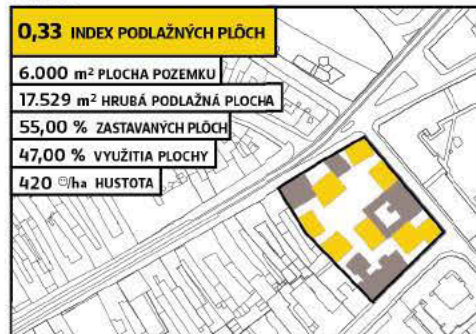 0,33 INDEX PODLAŽNÝCH PLÔCH
6.000 m² PLOCHA POZEMKU
17.529 m² HRUBÁ PODLAŽNÁ PLOCHA
55,00 % ZASTAVANÝCH PLÔCH
47,00 % VYUŽITIA PLOCHY
420 ☺/ha HUSTOTA